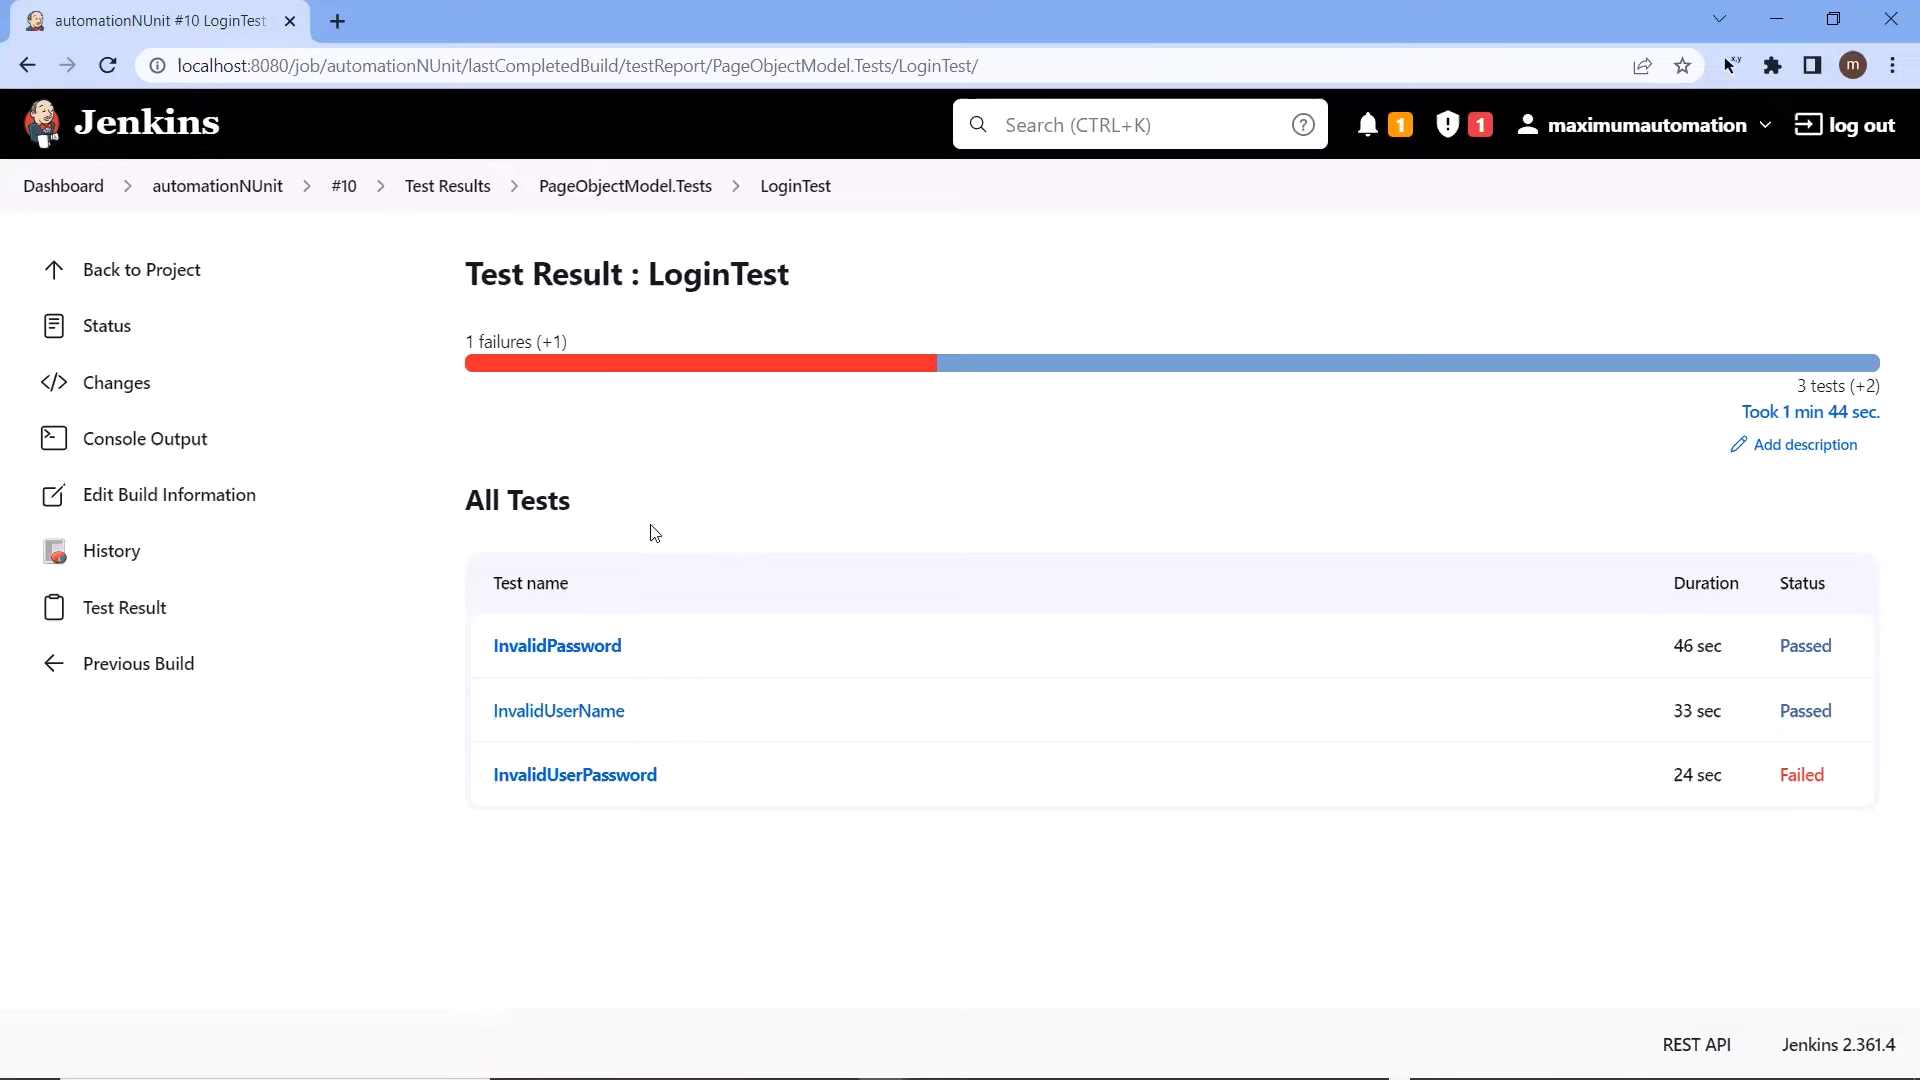 automationNUnit #10 LoginTest
localhost:8080/job/automationNUnit/lastCompletedBuild/testReport/PageObjectModel.Tests/LoginTest/
x,y
m
Jenkins
Search (CTRL+K)
1
1
maximumautomation
log out
Dashboard
automationNUnit
#10
Test Results
PageObjectModel.Tests
LoginTest
Back to Project
Status
Changes
Console Output
Edit Build Information
History
Test Result
Previous Build
Test Result : LoginTest
1 failures (+1)
3 tests (+2)
Took 1 min 44 sec.
Add description
All Tests
Test name Duration Status
InvalidPassword 46 sec Passed
InvalidUserName 33 sec Passed
InvalidUserPassword 24 sec Failed
REST API
Jenkins 2.361.4